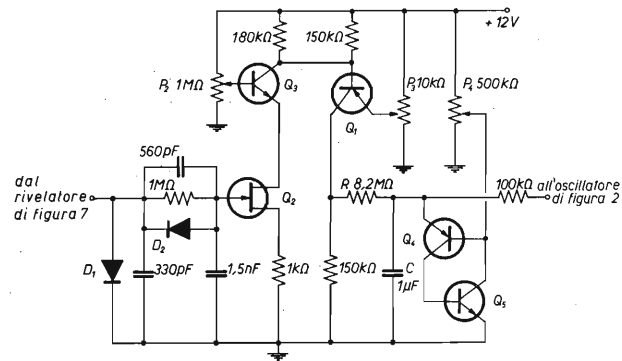 + 12V
180kΩ
150kΩ
P2 1MΩ
Q3
Q1
P3 10kΩ
P4 500kΩ
560pF
1MΩ
dal
rivelatore
di figura 7
Q2
R 8,2MΩ
100kΩ
all'oscillatore
di figura 2
D2
Q4
D1
330pF
1,5nF
1kΩ
150kΩ
C
1µF
Q5